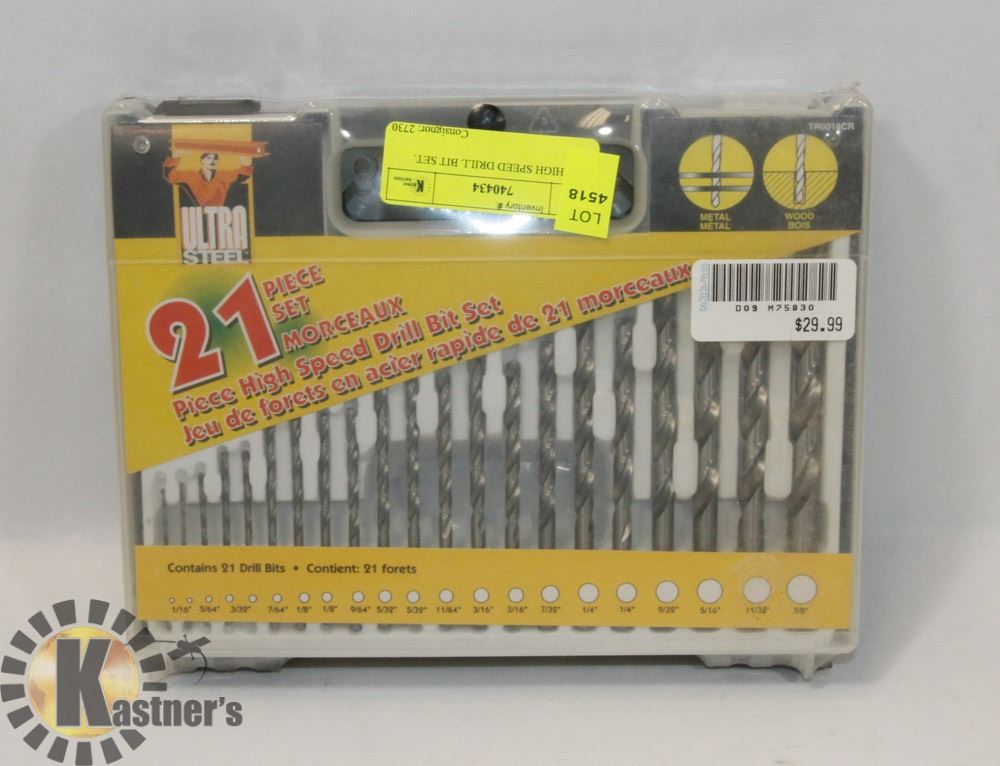 TR0018CR
ULTRA
STEEL
METAL
METAL
WOOD
BOIS
LOT
4518
Inventory #:
740434
HIGH SPEED DRILL BIT SET.
Consignor: 2730
21
PIECE
SET
MORCEAUX
Piece High Speed Drill Bit Set
Jeu de forets en acier rapide de 21 morceaux
D09 M75830
$29.99
Contains 21 Drill Bits • Contient: 21 forets
1/16" 5/64" 3/32" 7/64" 1/8" 1/8" 9/64" 5/32" 5/32" 11/64" 3/16" 3/16" 7/32" 1/4" 1/4" 9/32" 5/16" 11/32" 3/8"
Kastner's